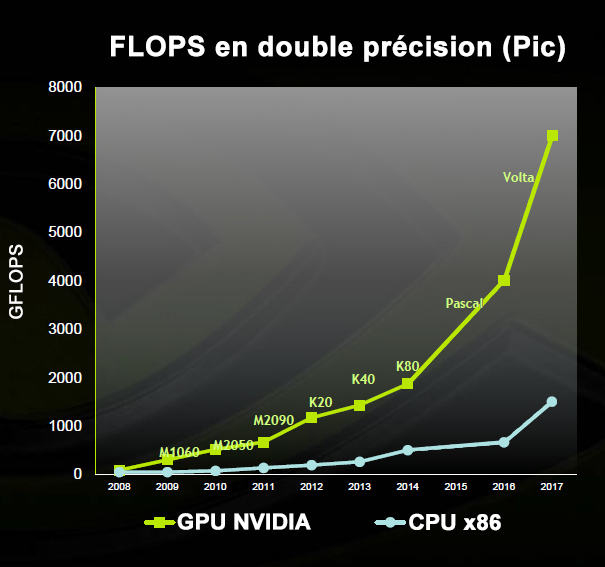 FLOPS en double précision (Pic)
8000
7000
6000
5000
4000
3000
2000
1000
0
GFLOPS
Volta
Pascal
K80
K40
K20
M2090
M2050
M1060
2008 2009 2010 2011 2012 2013 2014 2015 2016 2017
GPU NVIDIA CPU x86